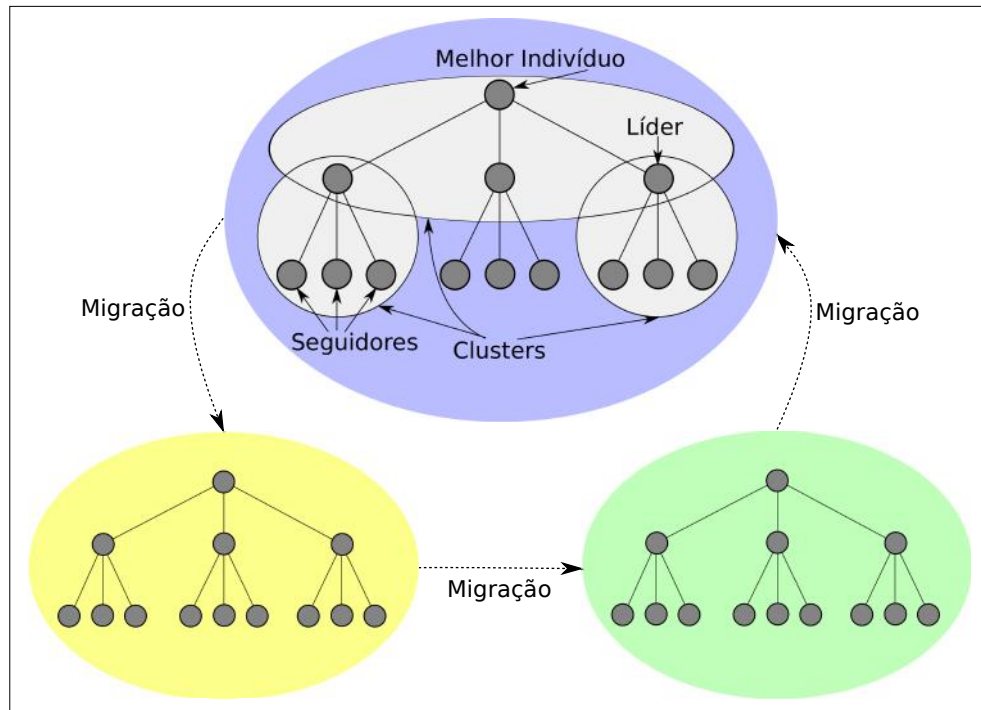 Melhor Indivíduo
Líder
Migração
Migração
Seguidores
Clusters
Migração